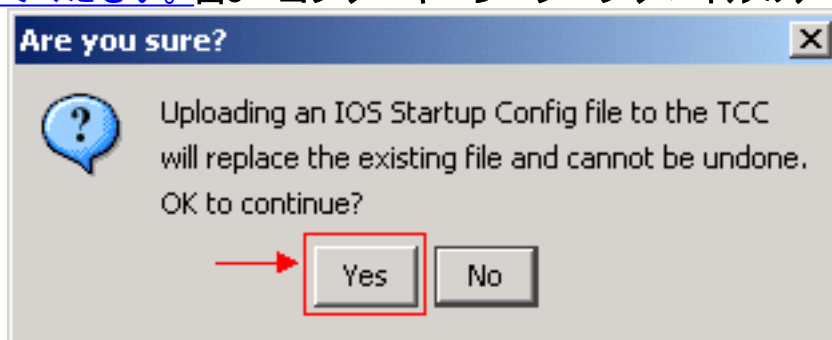 Are you sure?
Uploading an IOS Startup Config file to the TCC
will replace the existing file and cannot be undone.
OK to continue?
Yes No